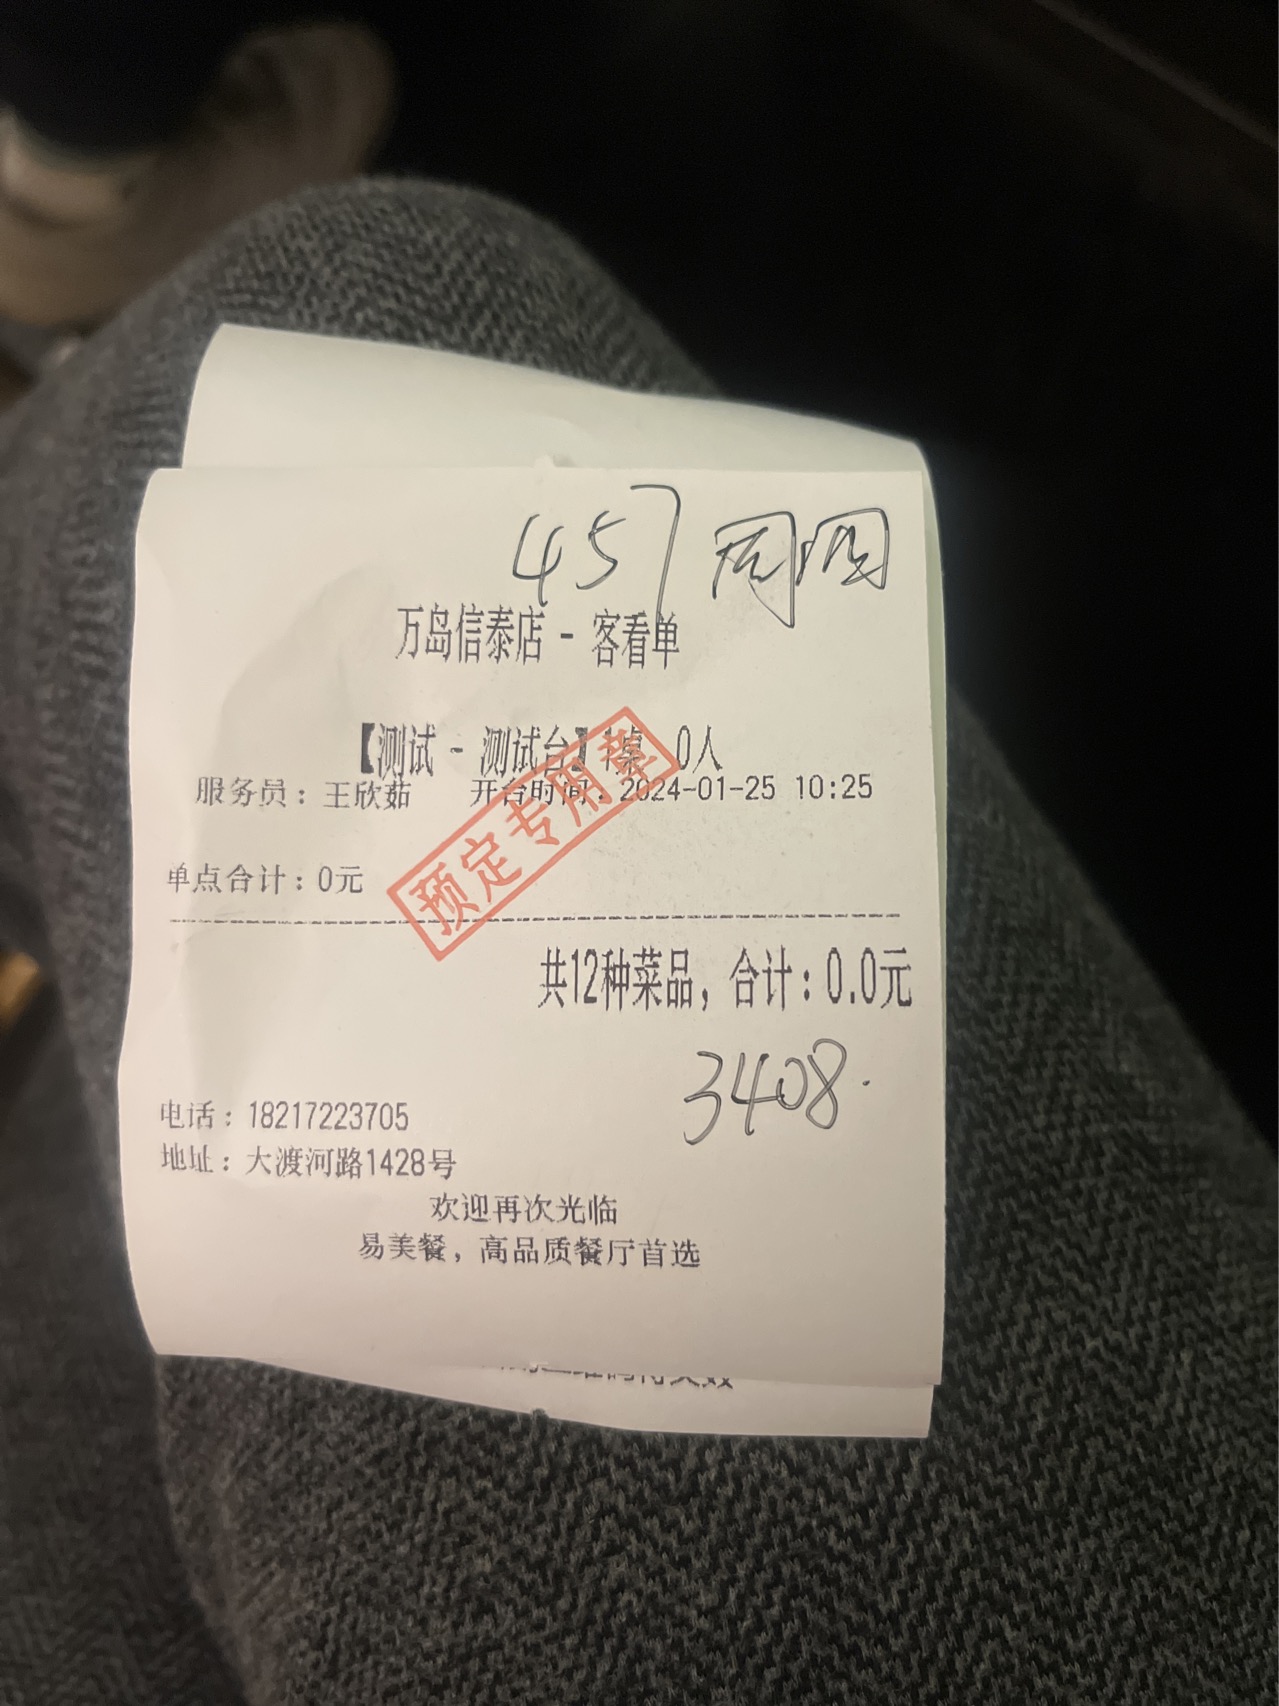 457 周
万岛信泰店 - 客看单
【测试 - 测试台】1桌 0人
服务员：王欣茹 开台时间：2024-01-25 10:25
预定专用章
单点合计：0元
共12种菜品，合计：0.0元
3408.
电话：18217223705
地址：大渡河路1428号
欢迎再次光临
易美餐，高品质餐厅首选